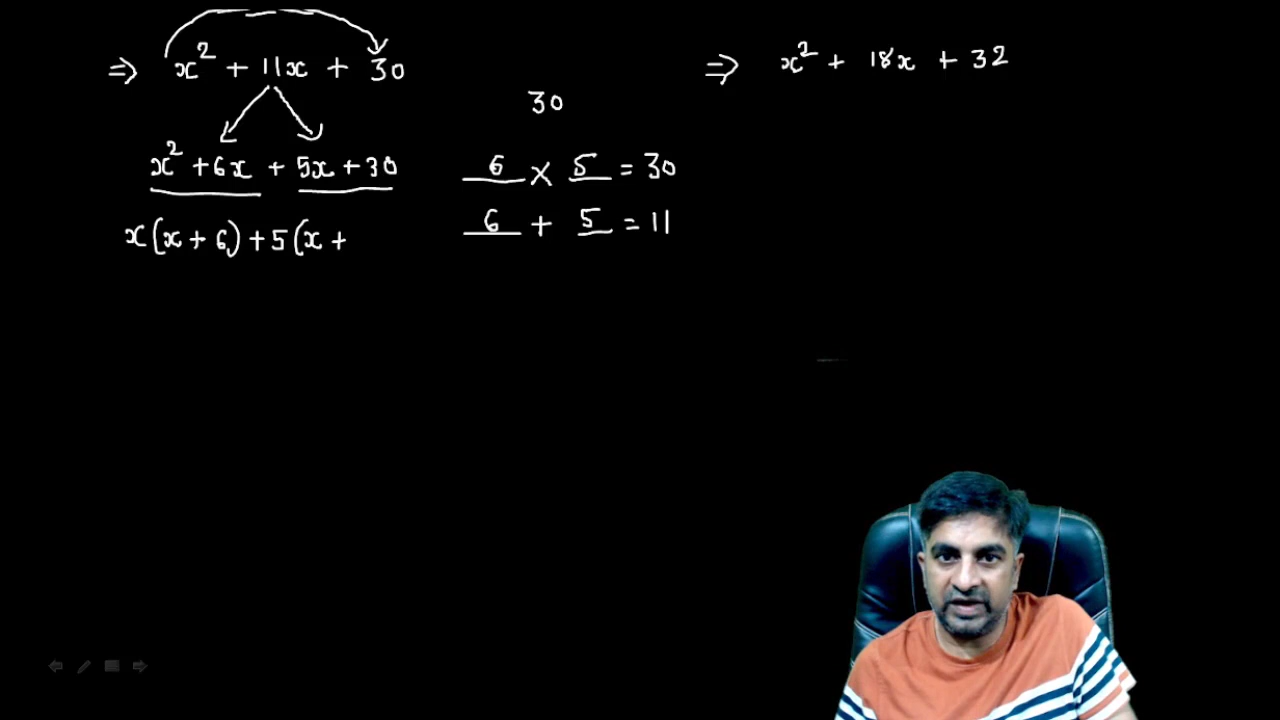 ⇒ x² + 11x + 30
x² + 6x + 5x + 30
x(x + 6) + 5(x +
30
6 × 5 = 30
6 + 5 = 11
⇒ x² + 18x + 32